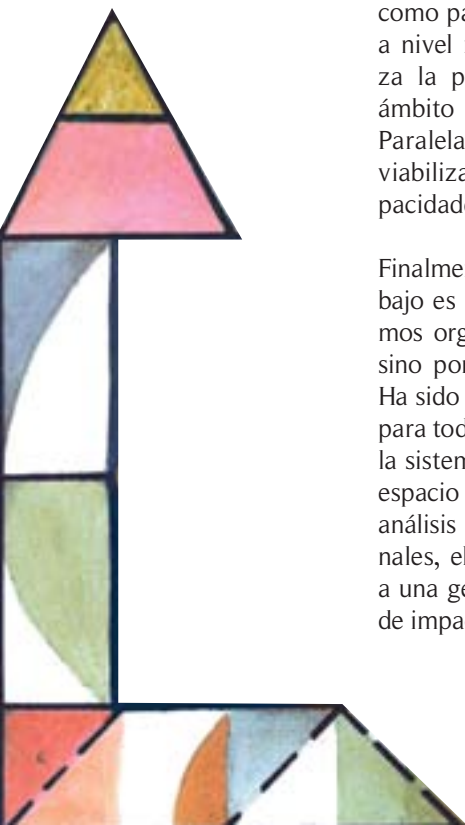 como pa
a nivel
za la p
ámbito
Paralela
viabiliza
pacidade

Finalme
bajo es
mos org
sino por
Ha sido
para tod
la sistem
espacio
análisis
nales, el
a una ge
de impa